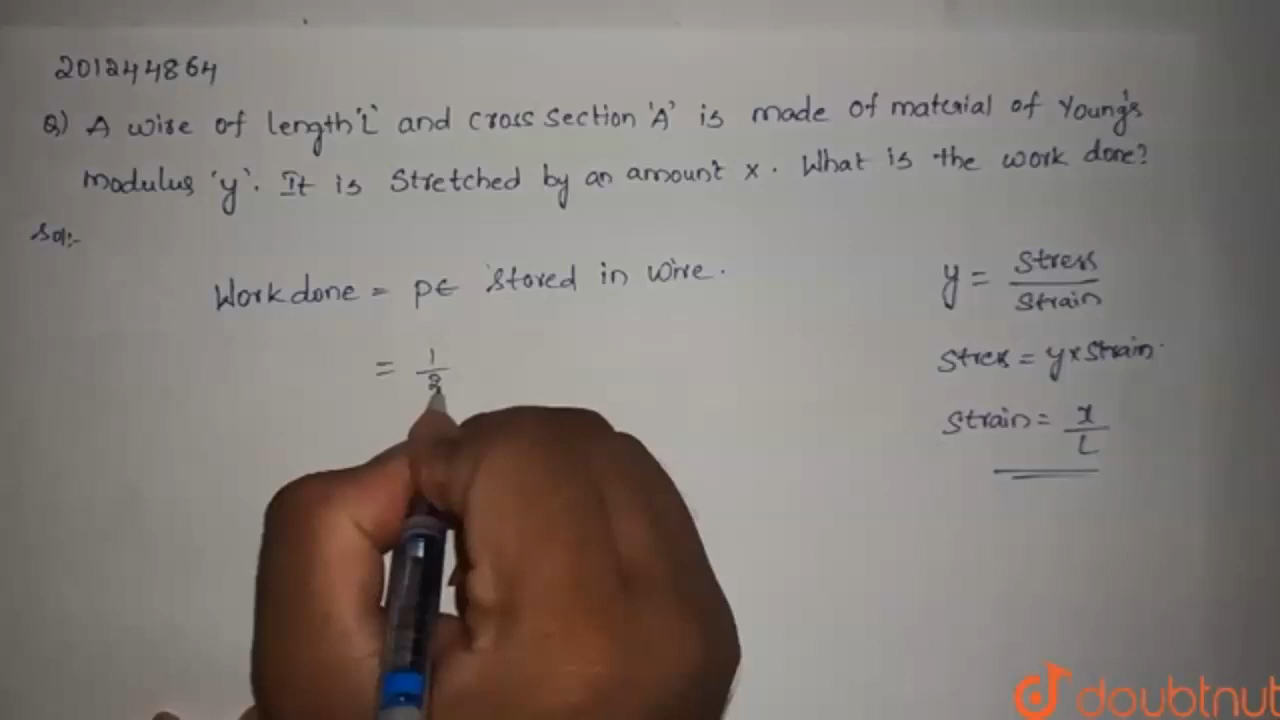 201244864
Q) A wire of length 'L' and cross section 'A' is made of material of Young's
modulus 'y'. It is stretched by an amount x. What is the work done?
Sol:-
Work done = PE stored in wire.
= 1/2
y = Stress/Strain
Stress = y x Strain.
Strain = x/L
doubtnut